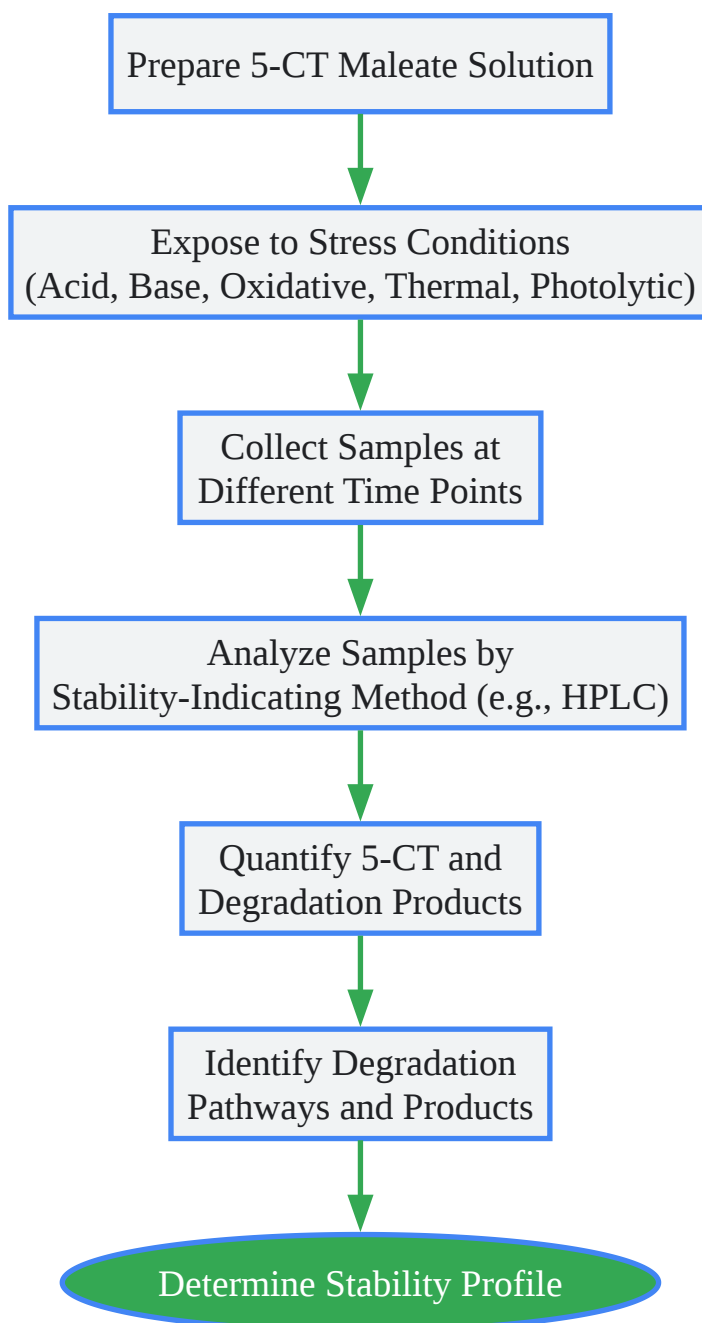 Prepare 5-CT Maleate Solution
Expose to Stress Conditions
(Acid, Base, Oxidative, Thermal, Photolytic)
Collect Samples at
Different Time Points
Analyze Samples by
Stability-Indicating Method (e.g., HPLC)
Quantify 5-CT and
Degradation Products
Identify Degradation
Pathways and Products
Determine Stability Profile